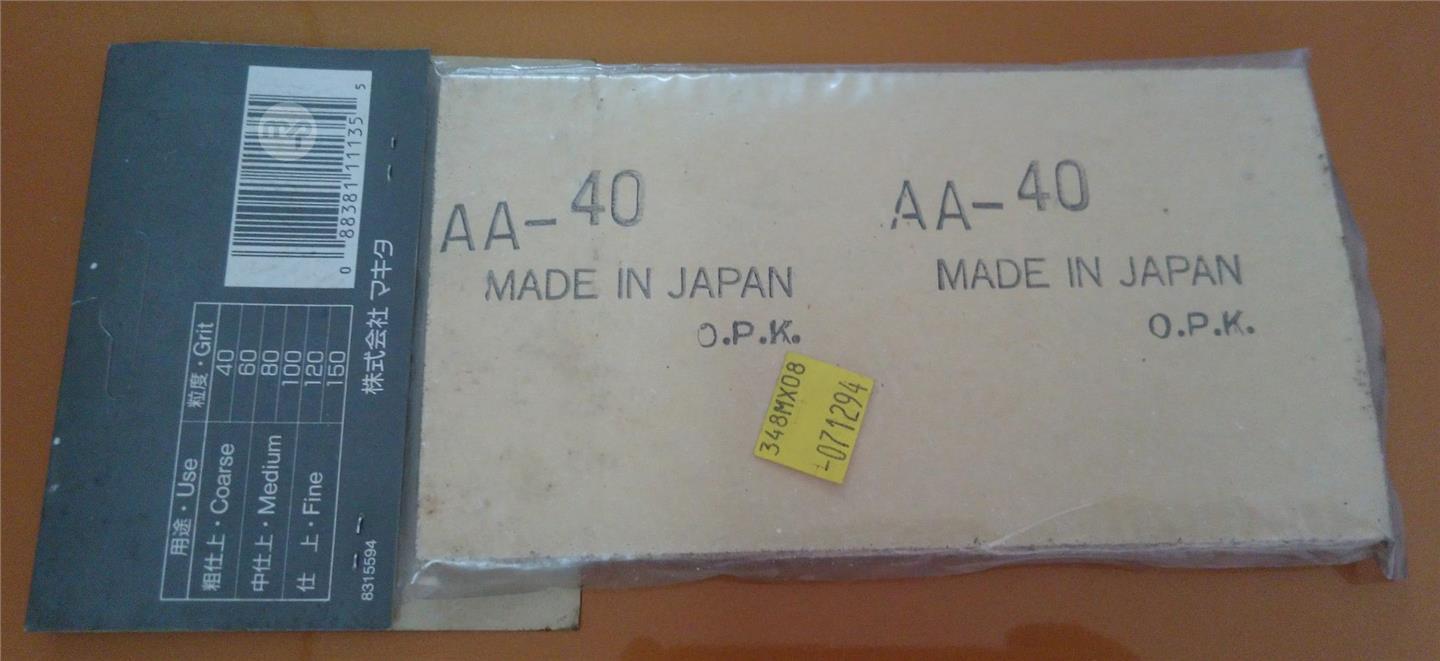 0 88381 11135 5
用途・Use 粒度・Grit
粗仕上・Coarse 40
60
中仕上・Medium 80
100
仕 上・Fine 120
150
8315594 株式会社 マキタ
AA-40
MADE IN JAPAN
O.P.K.
AA-40
MADE IN JAPAN
O.P.K.
348MX08
-071294